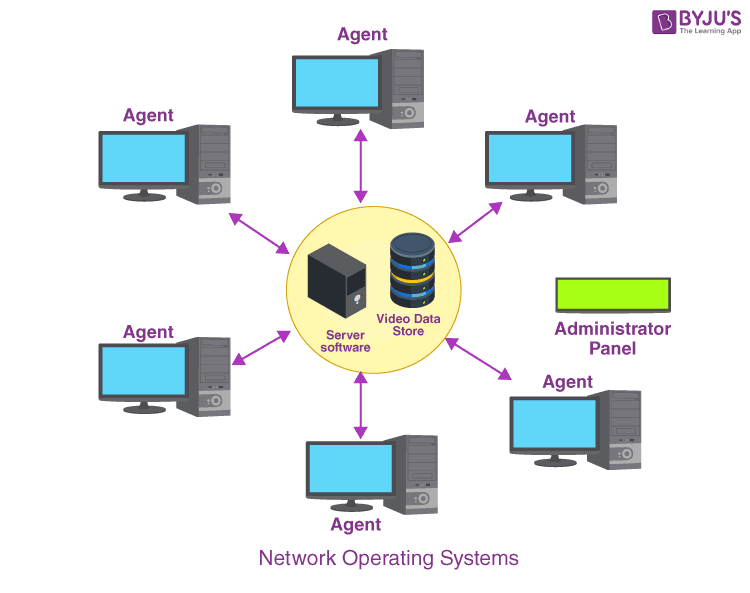 BYJU'S
The Learning App
Agent
Agent
Agent
Server
software
Video Data
Store
Administrator
Panel
Agent
Agent
Agent
Network Operating Systems